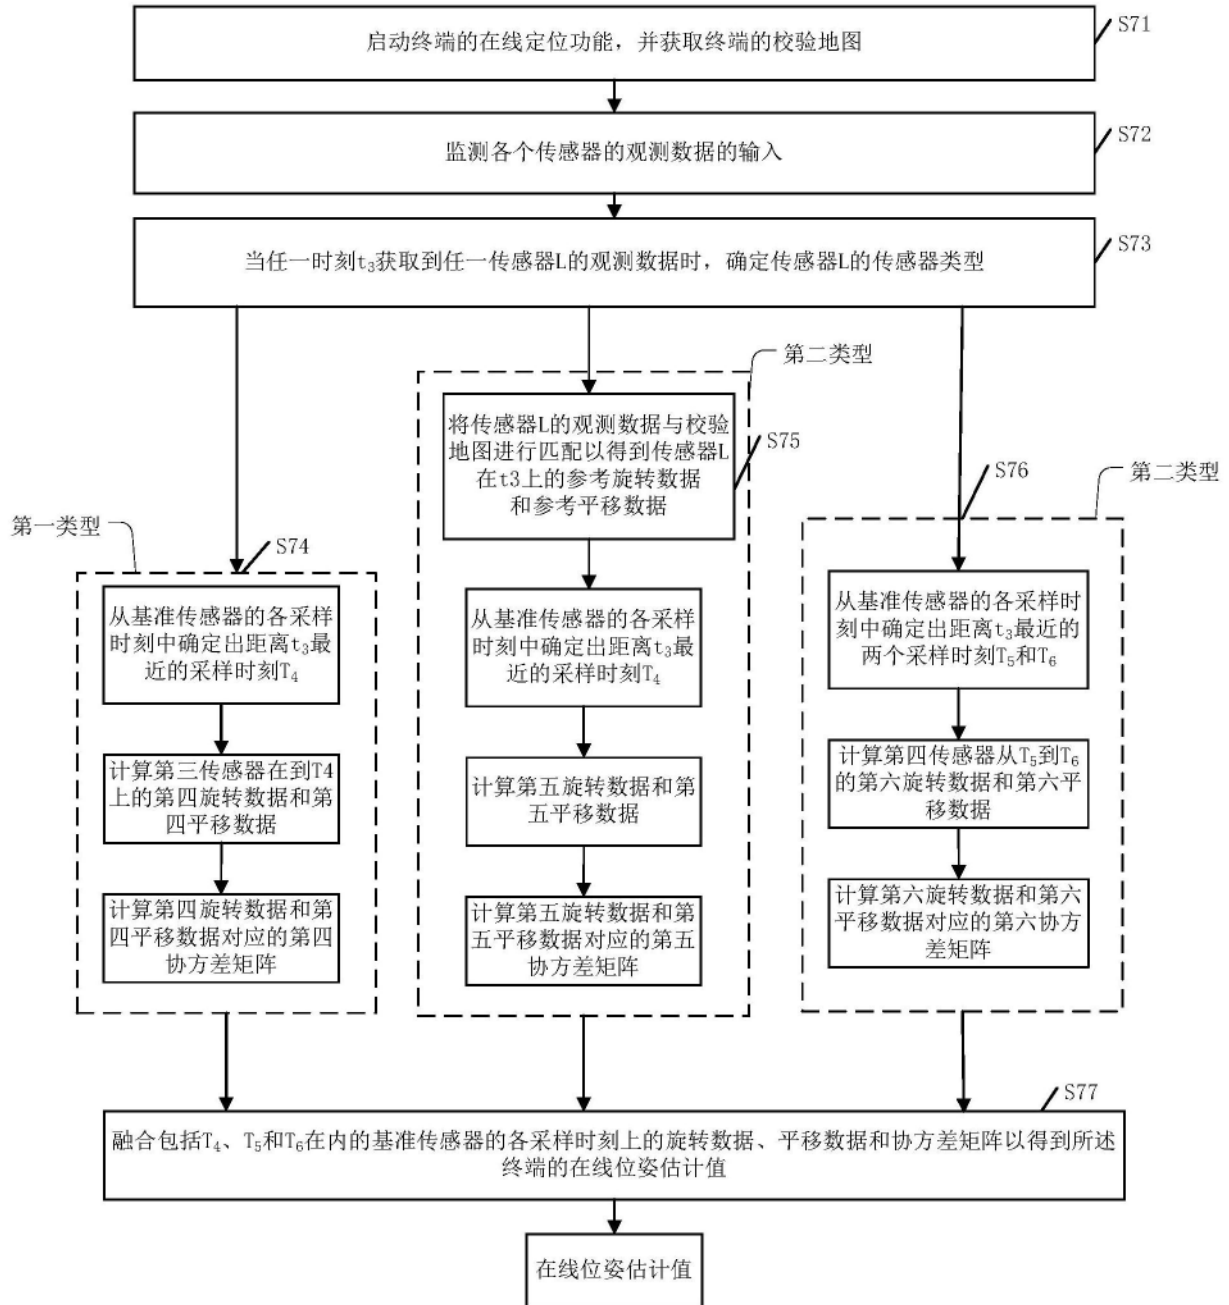 启动终端的在线定位功能，并获取终端的校验地图
S71
监测各个传感器的观测数据的输入
S72
当任一时刻t₃获取到任一传感器L的观测数据时，确定传感器L的传感器类型
S73
第一类型
S74
从基准传感器的各采样
时刻中确定出距离t₃最
近的采样时刻T₄
计算第三传感器在到T4
上的第四旋转数据和第
四平移数据
计算第四旋转数据和第
四平移数据对应的第四
协方差矩阵
第二类型
将传感器L的观测数据与校验
地图进行匹配以得到传感器L
在t3上的参考旋转数据
和参考平移数据
S75
从基准传感器的各采样
时刻中确定出距离t₃最
近的采样时刻T₄
计算第五旋转数据和第
五平移数据
计算第五旋转数据和第
五平移数据对应的第五
协方差矩阵
S76
第二类型
从基准传感器的各采样时
刻中确定出距离t₃最近的
两个采样时刻T₅和T₆
计算第四传感器从T₅到T₆
的第六旋转数据和第六平
移数据
计算第六旋转数据和第六
平移数据对应的第六协方
差矩阵
S77
融合包括T₄、T₅和T₆在内的基准传感器的各采样时刻上的旋转数据、平移数据和协方差矩阵以得到所述
终端的在线位姿估计值
在线位姿估计值